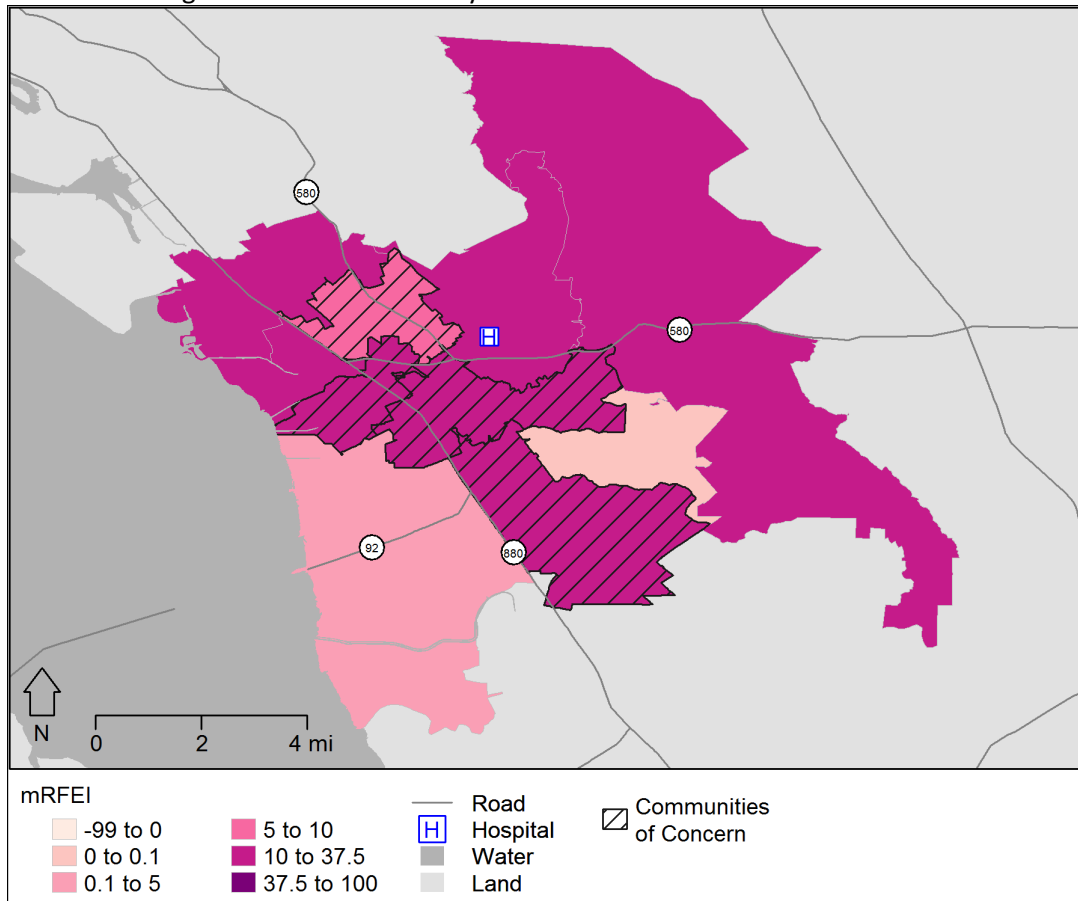 580
H
580
92
880
N
0 2 4 mi
mRFEI
-99 to 0
0 to 0.1
0.1 to 5
5 to 10
10 to 37.5
37.5 to 100
Road
H Hospital
Water
Land
Communities
of Concern